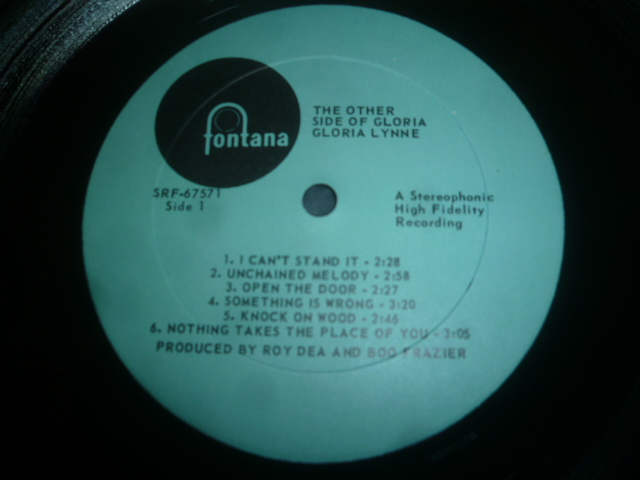 fontana
THE OTHER
SIDE OF GLORIA
GLORIA LYNNE
SRF-67571
Side 1
A Stereophonic
High Fidelity
Recording
1. I CAN'T STAND IT - 2:28
2. UNCHAINED MELODY - 2:58
3. OPEN THE DOOR - 2:27
4. SOMETHING IS WRONG - 3:20
5. KNOCK ON WOOD - 2:46
6. NOTHING TAKES THE PLACE OF YOU - 3:05
PRODUCED BY ROY DEA AND BOO FRAZIER